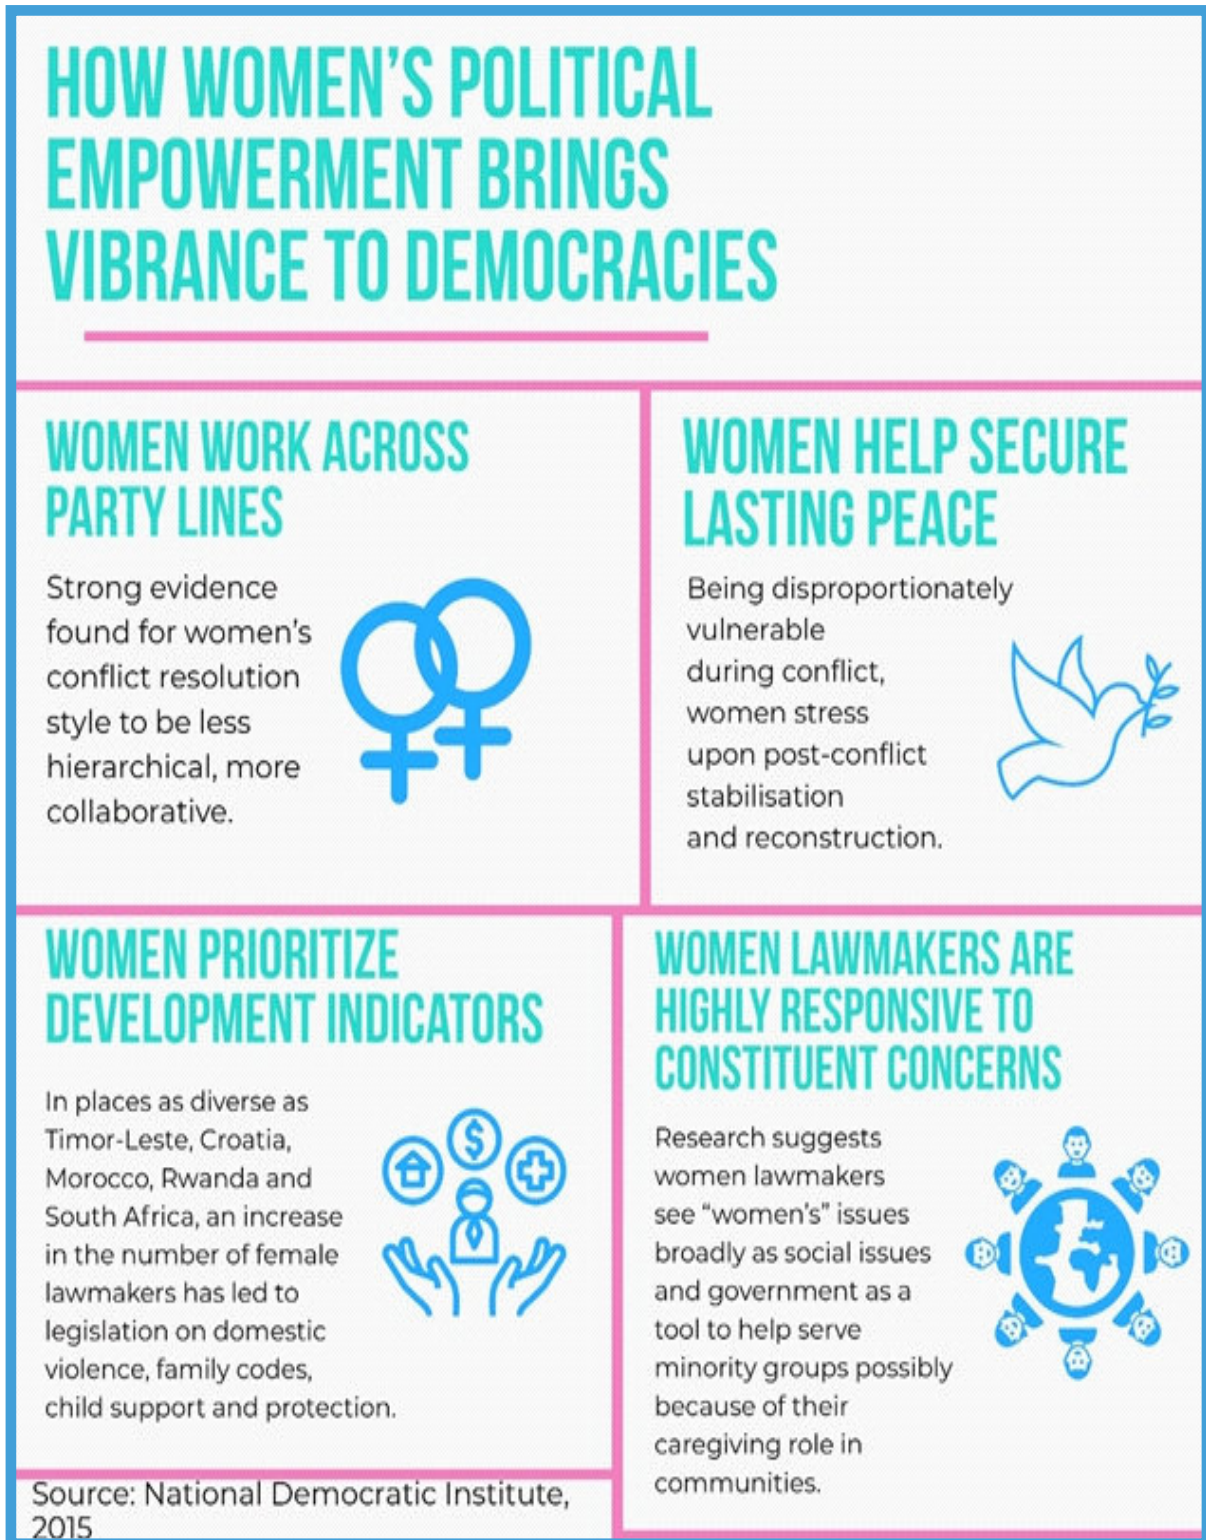 HOW WOMEN'S POLITICAL
EMPOWERMENT BRINGS
VIBRANCE TO DEMOCRACIES
WOMEN WORK ACROSS
PARTY LINES
Strong evidence
found for women's
conflict resolution
style to be less
hierarchical, more
collaborative.
WOMEN HELP SECURE
LASTING PEACE
Being disproportionately
vulnerable
during conflict,
women stress
upon post-conflict
stabilisation
and reconstruction.
WOMEN PRIORITIZE
DEVELOPMENT INDICATORS
In places as diverse as
Timor-Leste, Croatia,
Morocco, Rwanda and
South Africa, an increase
in the number of female
lawmakers has led to
legislation on domestic
violence, family codes,
child support and protection.
$
WOMEN LAWMAKERS ARE
HIGHLY RESPONSIVE TO
CONSTITUENT CONCERNS
Research suggests
women lawmakers
see “women's” issues
broadly as social issues
and government as a
tool to help serve
minority groups possibly
because of their
caregiving role in
communities.
Source: National Democratic Institute,
2015